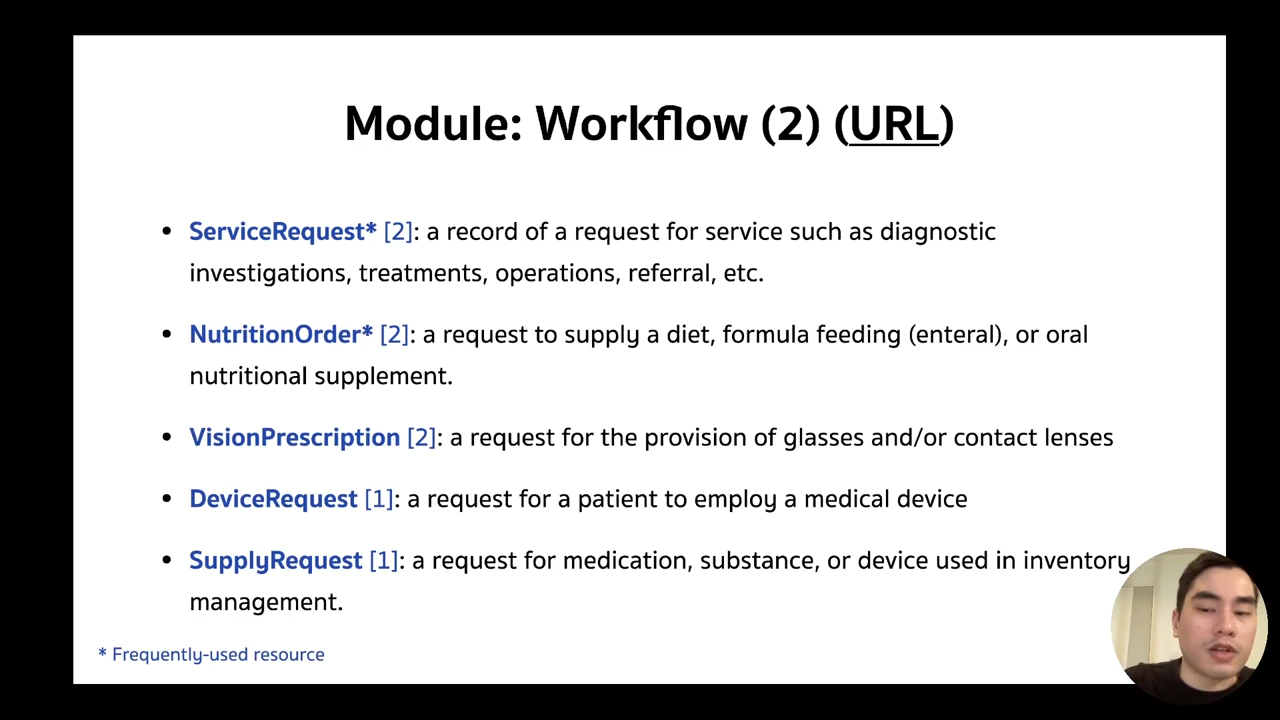 Module: Workflow (2) (URL)
• ServiceRequest* [2]: a record of a request for service such as diagnostic
investigations, treatments, operations, referral, etc.
• NutritionOrder* [2]: a request to supply a diet, formula feeding (enteral), or oral
nutritional supplement.
• VisionPrescription [2]: a request for the provision of glasses and/or contact lenses
• DeviceRequest [1]: a request for a patient to employ a medical device
• SupplyRequest [1]: a request for medication, substance, or device used in inventory
management.
* Frequently-used resource